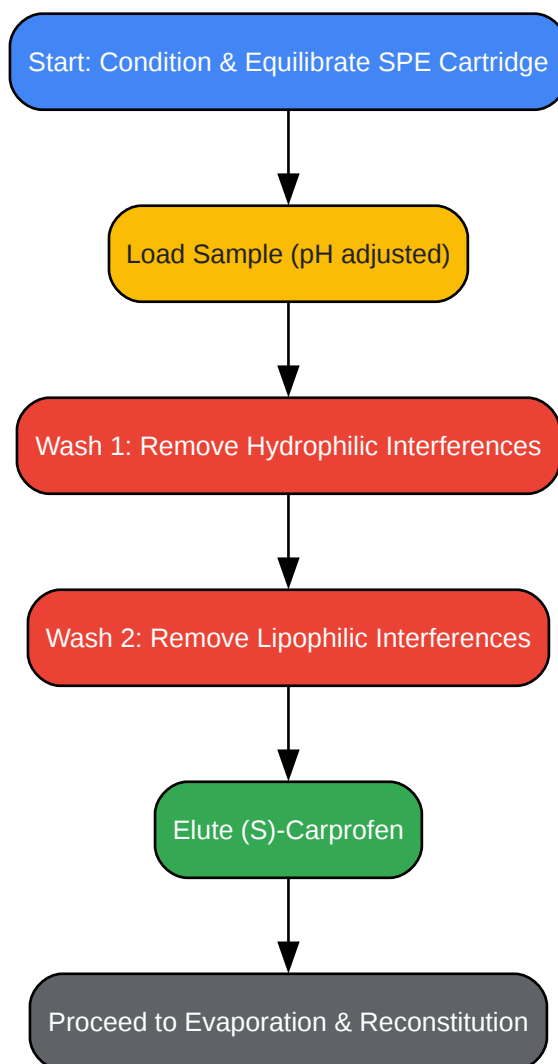 Start: Condition & Equilibrate SPE Cartridge
Load Sample (pH adjusted)
Wash 1: Remove Hydrophilic Interferences
Wash 2: Remove Lipophilic Interferences
Elute (S)-Carprofen
Proceed to Evaporation & Reconstitution